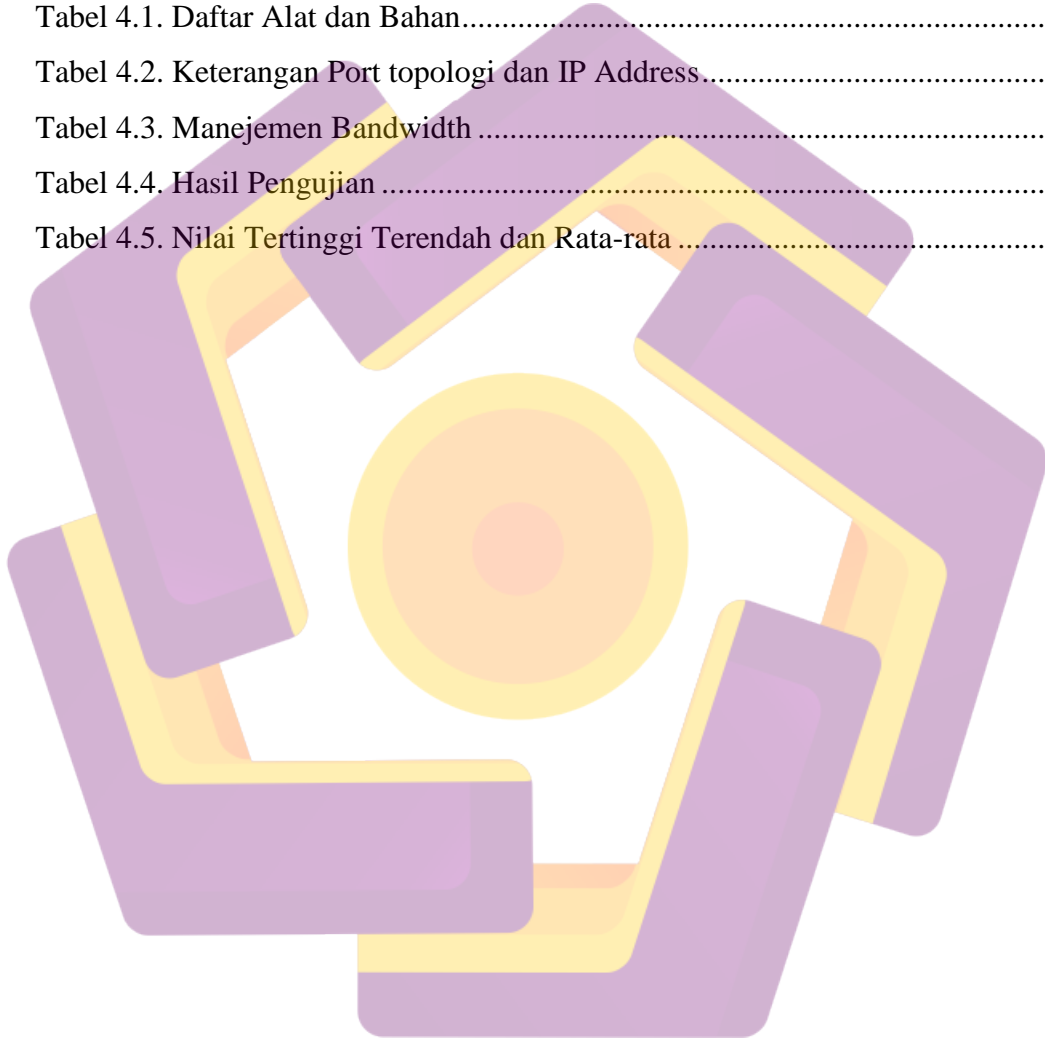 Tabel 4.1. Daftar Alat dan Bahan..........................................................................
Tabel 4.2. Keterangan Port topologi dan IP Address...........................................
Tabel 4.3. Manejemen Bandwidth ........................................................................
Tabel 4.4. Hasil Pengujian ....................................................................................
Tabel 4.5. Nilai Tertinggi Terendah dan Rata-rata ..............................................